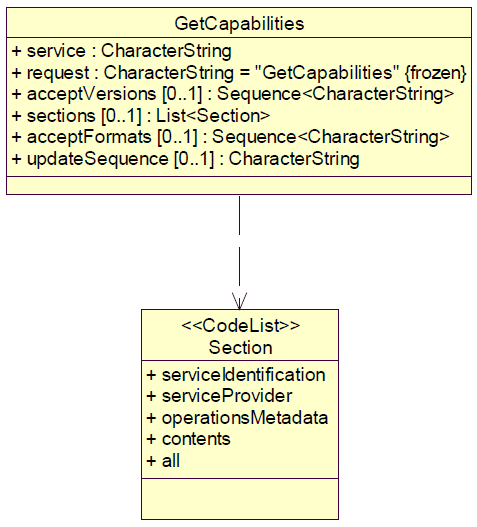 GetCapabilities
+ service : CharacterString
+ request : CharacterString = "GetCapabilities" {frozen}
+ acceptVersions [0..1] : Sequence<CharacterString>
+ sections [0..1] : List<Section>
+ acceptFormats [0..1] : Sequence<CharacterString>
+ updateSequence [0..1] : CharacterString
<<CodeList>>
Section
+ serviceIdentification
+ serviceProvider
+ operationsMetadata
+ contents
+ all